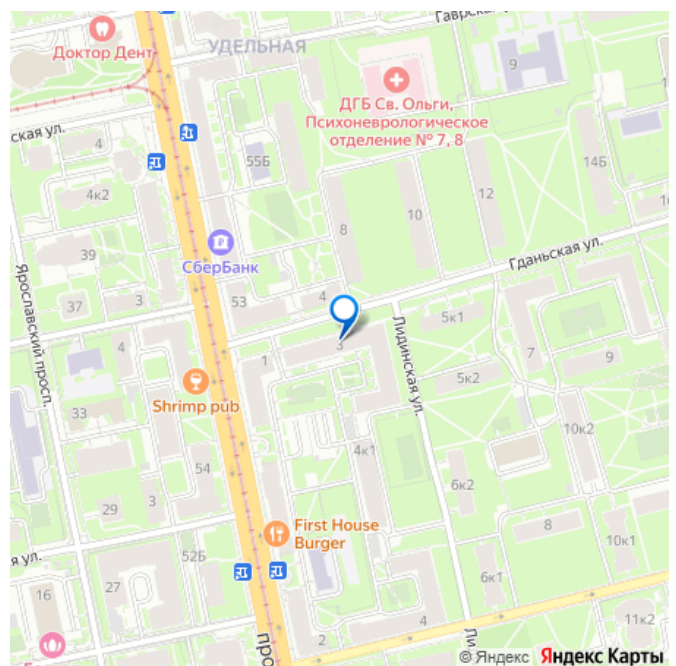 Гаврская ул.
Доктор Дент
УДЕЛЬНАЯ
9
ДГБ Св. Ольги,
Психоневрологическое
отделение № 7, 8
ская ул.
4
55Б
14Б
4к2
12
8
10
39
СберБанк
Гданьская ул.
Ярославский просп.
37
3
53
4
5к1
Лидинская ул.
4
1
3
7
9
5к2
Shrimp pub
33
10к2
54
4к1
29
3
6к2
First House
Burger
8
10к1
я ул.
52Б
27
6к1
16
2
4
11к2
про
Ли
© Яндекс Яндекс Карты